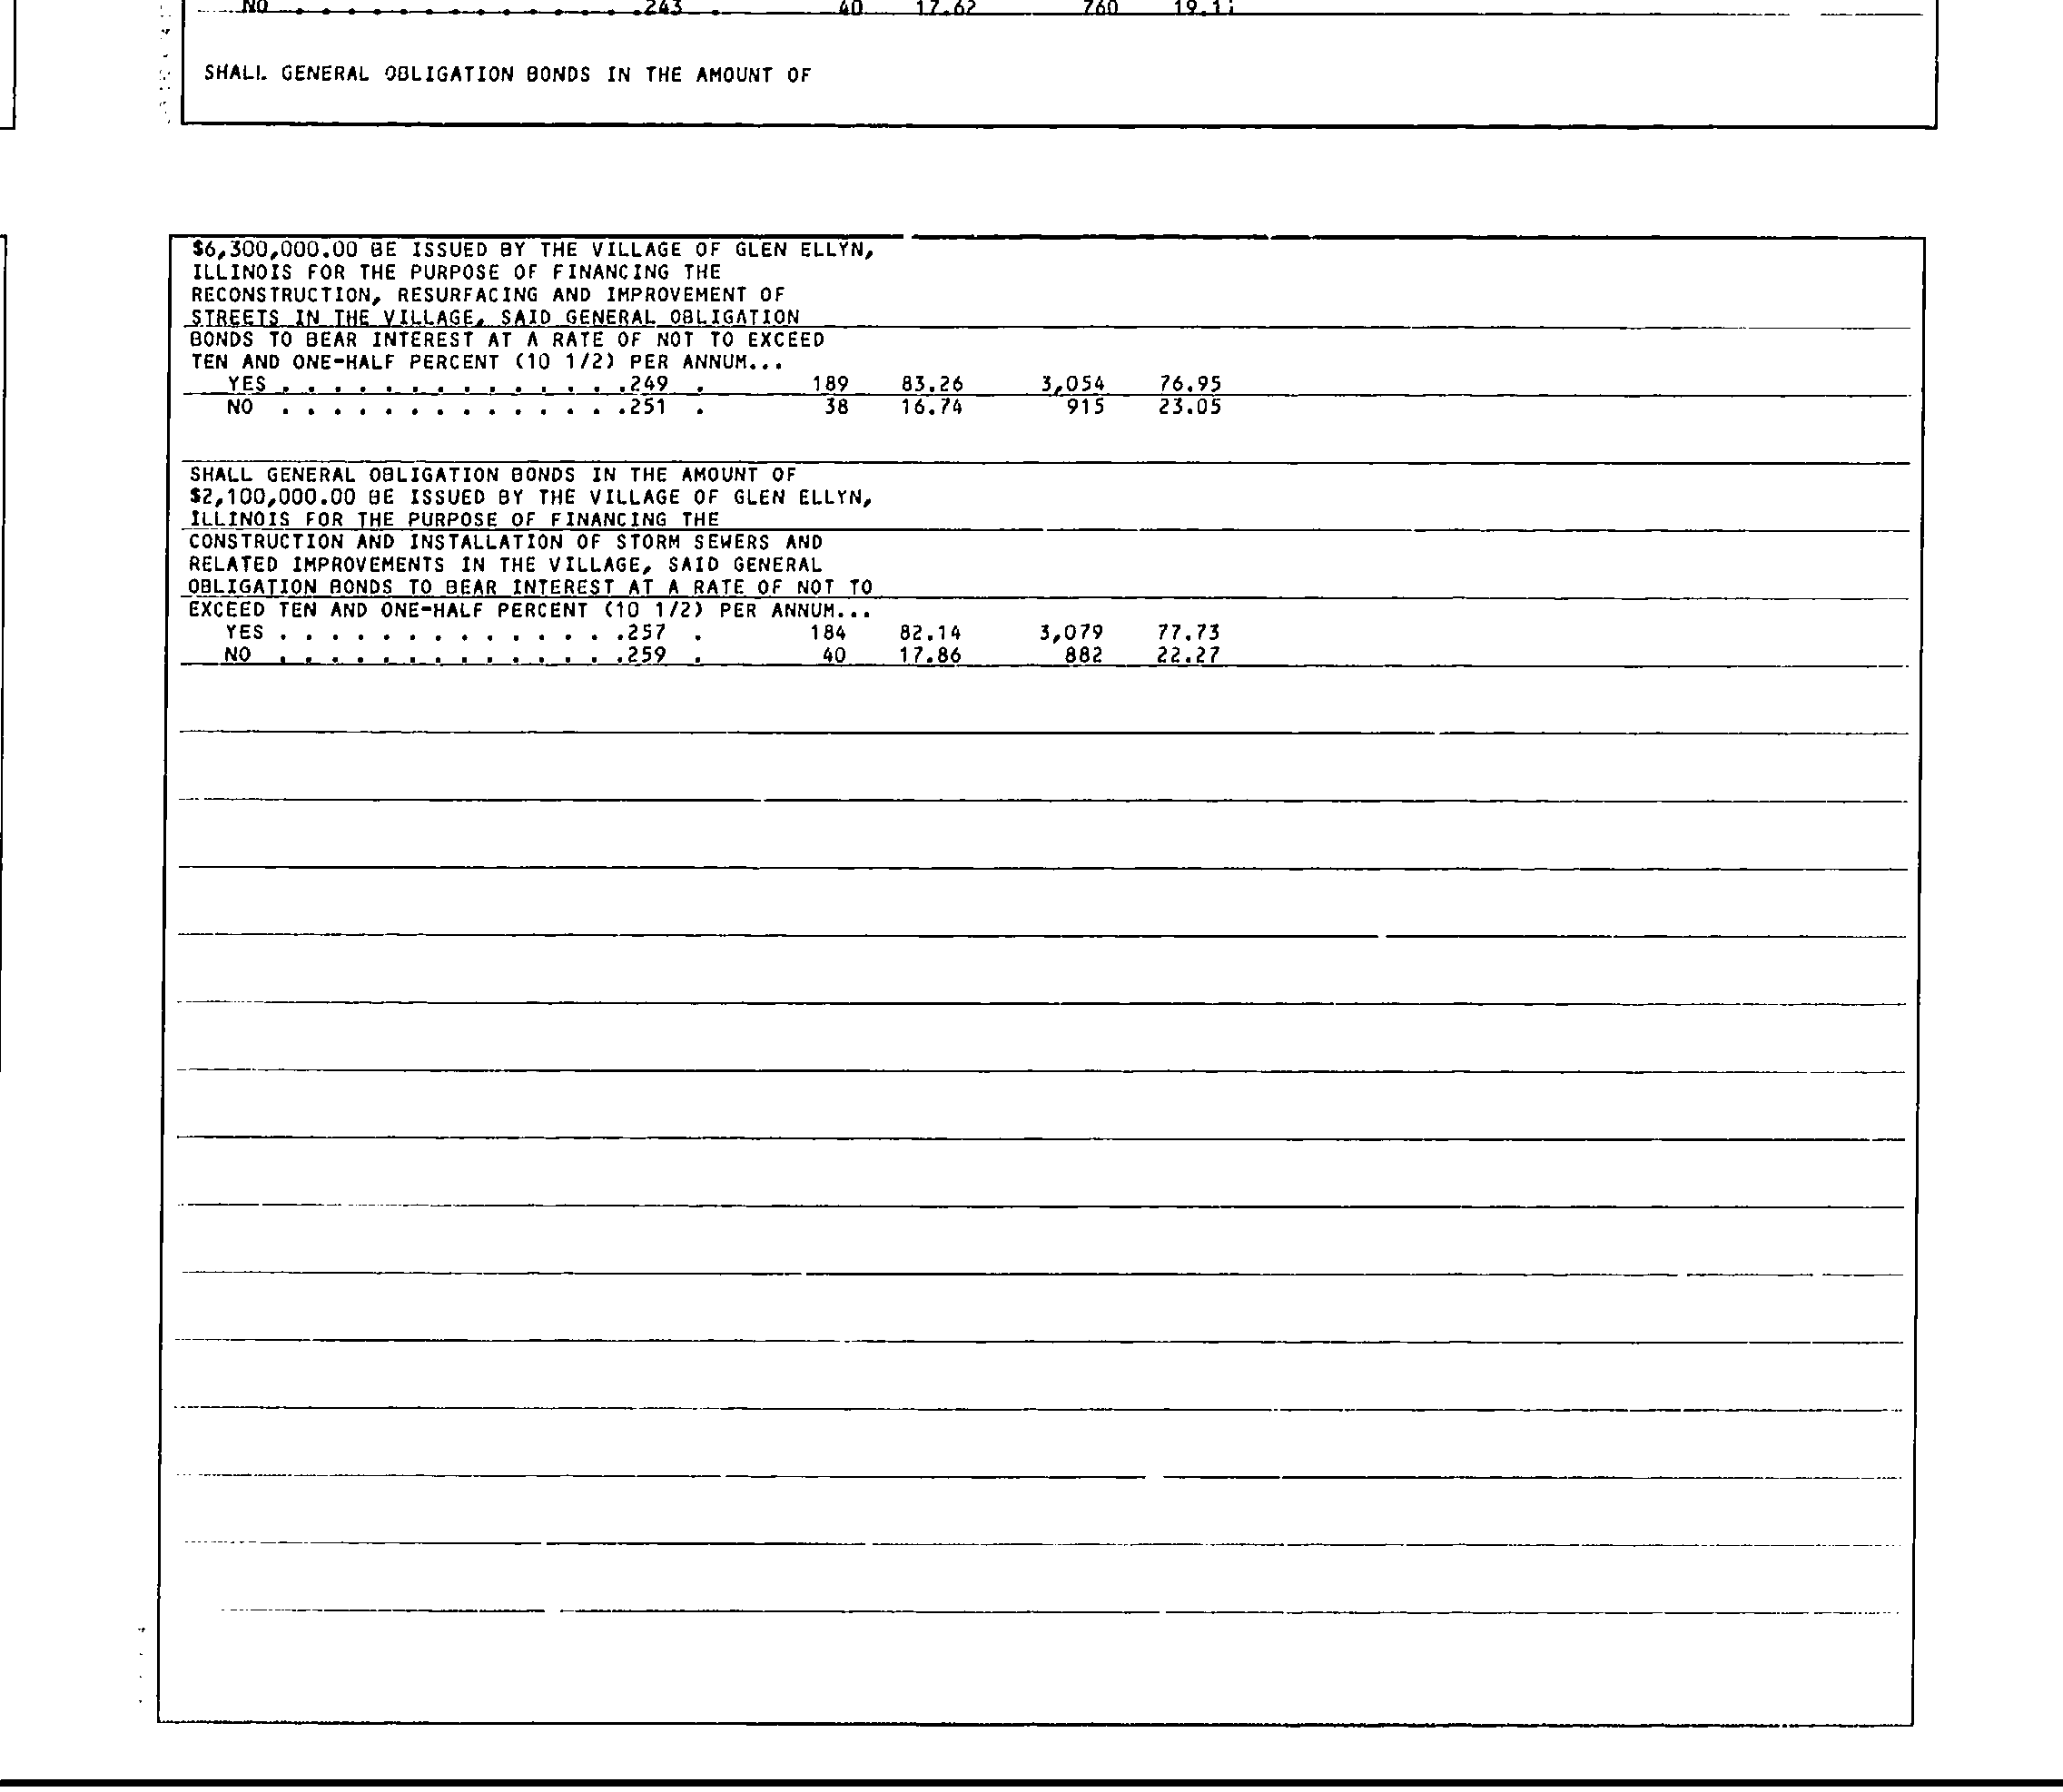 NO . . . . . . . . . . . . . .243 . 40 17.62 760 19.11
SHALL GENERAL OBLIGATION BONDS IN THE AMOUNT OF
$6,300,000.00 BE ISSUED BY THE VILLAGE OF GLEN ELLYN,
ILLINOIS FOR THE PURPOSE OF FINANCING THE
RECONSTRUCTION, RESURFACING AND IMPROVEMENT OF
STREETS IN THE VILLAGE, SAID GENERAL OBLIGATION
BONDS TO BEAR INTEREST AT A RATE OF NOT TO EXCEED
TEN AND ONE-HALF PERCENT (10 1/2) PER ANNUM...
YES . . . . . . . . . . . . . .249 . 189 83.26 3,054 76.95
NO . . . . . . . . . . . . . .251 . 38 16.74 915 23.05
SHALL GENERAL OBLIGATION BONDS IN THE AMOUNT OF
$2,100,000.00 BE ISSUED BY THE VILLAGE OF GLEN ELLYN,
ILLINOIS FOR THE PURPOSE OF FINANCING THE
CONSTRUCTION AND INSTALLATION OF STORM SEWERS AND
RELATED IMPROVEMENTS IN THE VILLAGE, SAID GENERAL
OBLIGATION BONDS TO BEAR INTEREST AT A RATE OF NOT TO
EXCEED TEN AND ONE-HALF PERCENT (10 1/2) PER ANNUM...
YES . . . . . . . . . . . . . .257 . 184 82.14 3,079 77.73
NO . . . . . . . . . . . . . .259 . 40 17.86 882 22.27